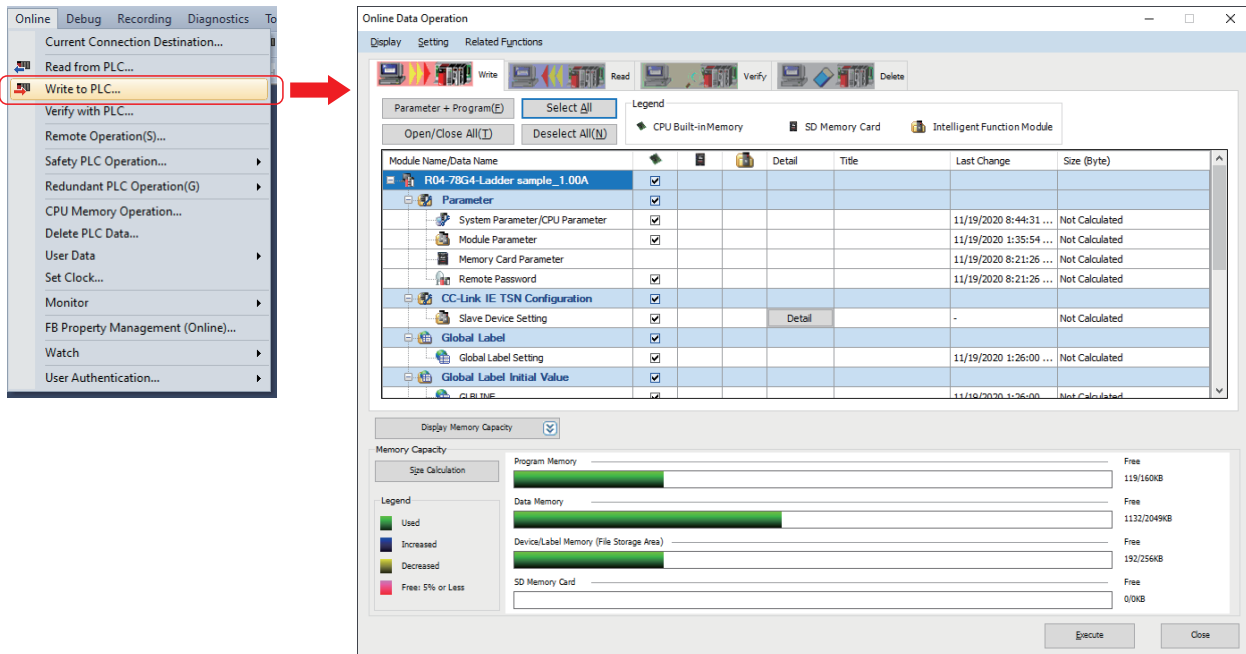 Online Debug Recording Diagnostics To
Current Connection Destination...
Read from PLC...
Write to PLC...
Verify with PLC...
Remote Operation(S)...
Safety PLC Operation...
Redundant PLC Operation(G)
CPU Memory Operation...
Delete PLC Data...
User Data
Set Clock...
Monitor
FB Property Management (Online)...
Watch
User Authentication...
Online Data Operation
Display Setting Related Functions
Write Read Verify Delete
Parameter + Program(F) Select All
Open/Close All(T) Deselect All(N)
Legend
CPU Built-in Memory SD Memory Card Intelligent Function Module
Module Name/Data Name Detail Title Last Change Size (Byte)
R04-78G4-Ladder sample_1.00A
Parameter
System Parameter/CPU Parameter 11/19/2020 8:44:31 ... Not Calculated
Module Parameter 11/19/2020 1:35:54 ... Not Calculated
Memory Card Parameter 11/19/2020 8:21:26 ... Not Calculated
Remote Password 11/19/2020 8:21:26 ... Not Calculated
CC-Link IE TSN Configuration
Slave Device Setting Detail - Not Calculated
Global Label
Global Label Setting 11/19/2020 1:26:00 ... Not Calculated
Global Label Initial Value
11/19/2020 1:26:00 Not Calculated
Display Memory Capacity
Memory Capacity
Size Calculation
Legend
Used
Increased
Decreased
Free: 5% or Less
Program Memory Free
119/160KB
Data Memory Free
1132/2049KB
Device/Label Memory (File Storage Area) Free
192/256KB
SD Memory Card Free
0/0KB
Execute Close